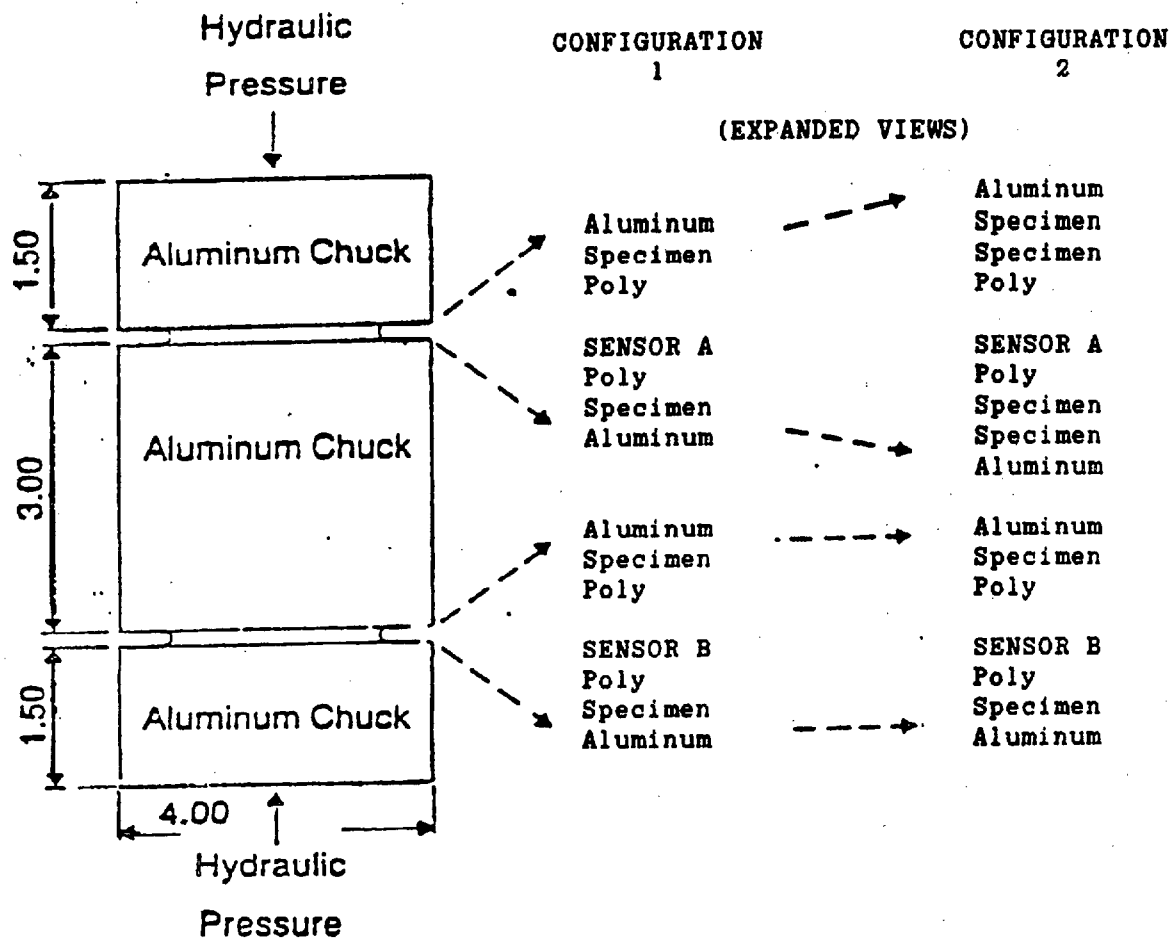 Hydraulic
Pressure
CONFIGURATION
1
CONFIGURATION
2
(EXPANDED VIEWS)
1.50
Aluminum Chuck
3.00
Aluminum Chuck
1.50
Aluminum Chuck
4.00
Hydraulic
Pressure
Aluminum
Specimen
Poly
SENSOR A
Poly
Specimen
Aluminum
Aluminum
Specimen
Poly
SENSOR B
Poly
Specimen
Aluminum
Aluminum
Specimen
Specimen
Poly
SENSOR A
Poly
Specimen
Specimen
Aluminum
Aluminum
Specimen
Poly
SENSOR B
Poly
Specimen
Aluminum